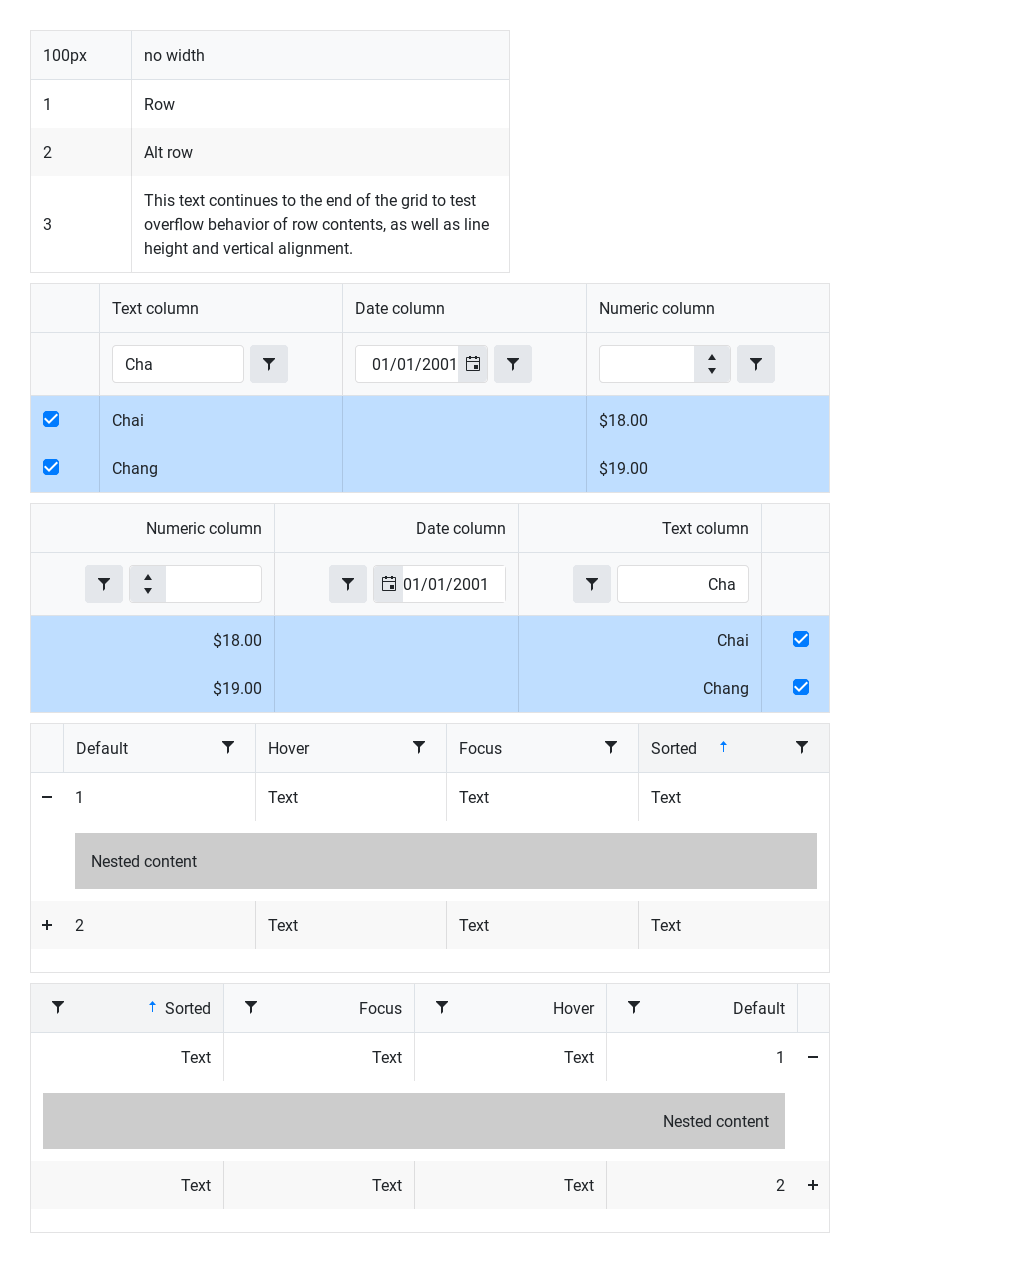 100px no width
1 Row
2 Alt row
This text continues to the end of the grid to test
3 overflow behavior of row contents, as well as line
height and vertical alignment.
Text column Date column Numeric column
Cha 01/01/2001
Chai $18.00
Chang $19.00
Numeric column Date column Text column
01/01/2001 Cha
$18.00 Chai
$19.00 Chang
Default Hover Focus Sorted
1 Text Text Text
Nested content
2 Text Text Text
Sorted Focus Hover Default
Text Text Text 1
Nested content
Text Text Text 2